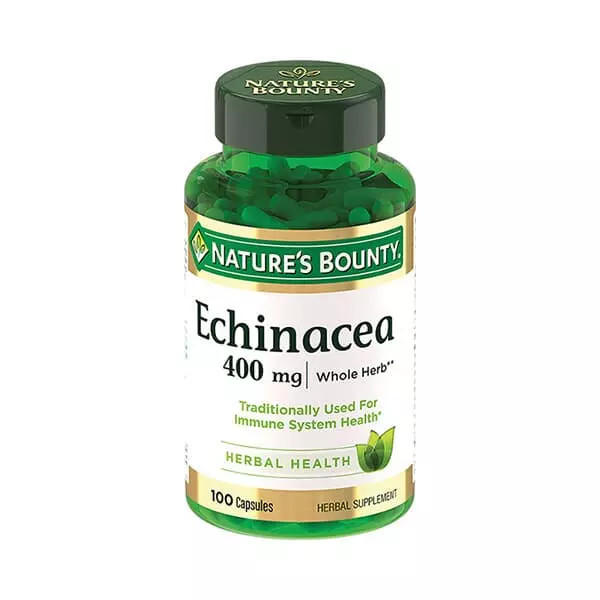 NATURE'S
BOUNTY
NATURE'S BOUNTY®
Echinacea
400 mg | Whole Herb**
Traditionally Used For
Immune System Health*
HERBAL HEALTH
100 Capsules HERBAL SUPPLEMENT